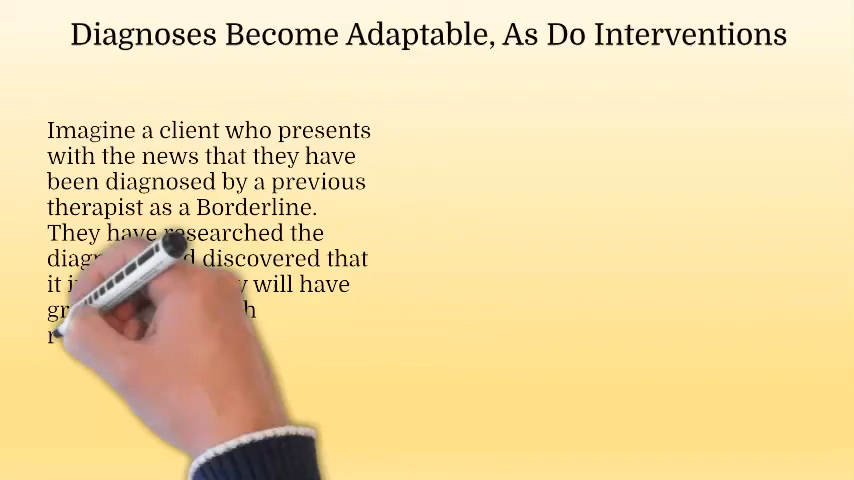 Diagnoses Become Adaptable, As Do Interventions
Imagine a client who presents
with the news that they have
been diagnosed by a previous
therapist as a Borderline.
They have researched the
discovered that
it will have